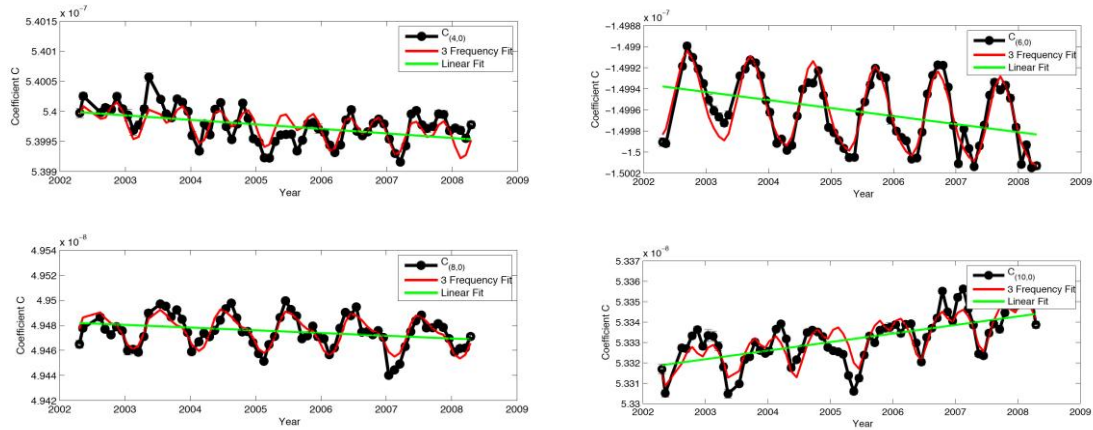 x 10⁻⁷
5.4015
5.401
5.4005
5.4
5.3995
5.399
Coefficient C
C(4,0)
3 Frequency Fit
Linear Fit
2002 2003 2004 2005 2006 2007 2008 2009
Year
x 10⁻⁷
−1.4988
−1.499
−1.4992
−1.4994
−1.4996
−1.4998
−1.5
−1.5002
Coefficient C
C(6,0)
3 Frequency Fit
Linear Fit
2002 2003 2004 2005 2006 2007 2008 2009
Year
x 10⁻⁸
4.954
4.952
4.95
4.948
4.946
4.944
4.942
Coefficient C
C(8,0)
3 Frequency Fit
Linear Fit
2002 2003 2004 2005 2006 2007 2008 2009
Year
x 10⁻⁸
5.337
5.336
5.334
5.333
5.331
5.33
Coefficient C
C(10,0)
3 Frequency Fit
Linear Fit
2002 2003 2004 2005 2006 2007 2008 2009
Year